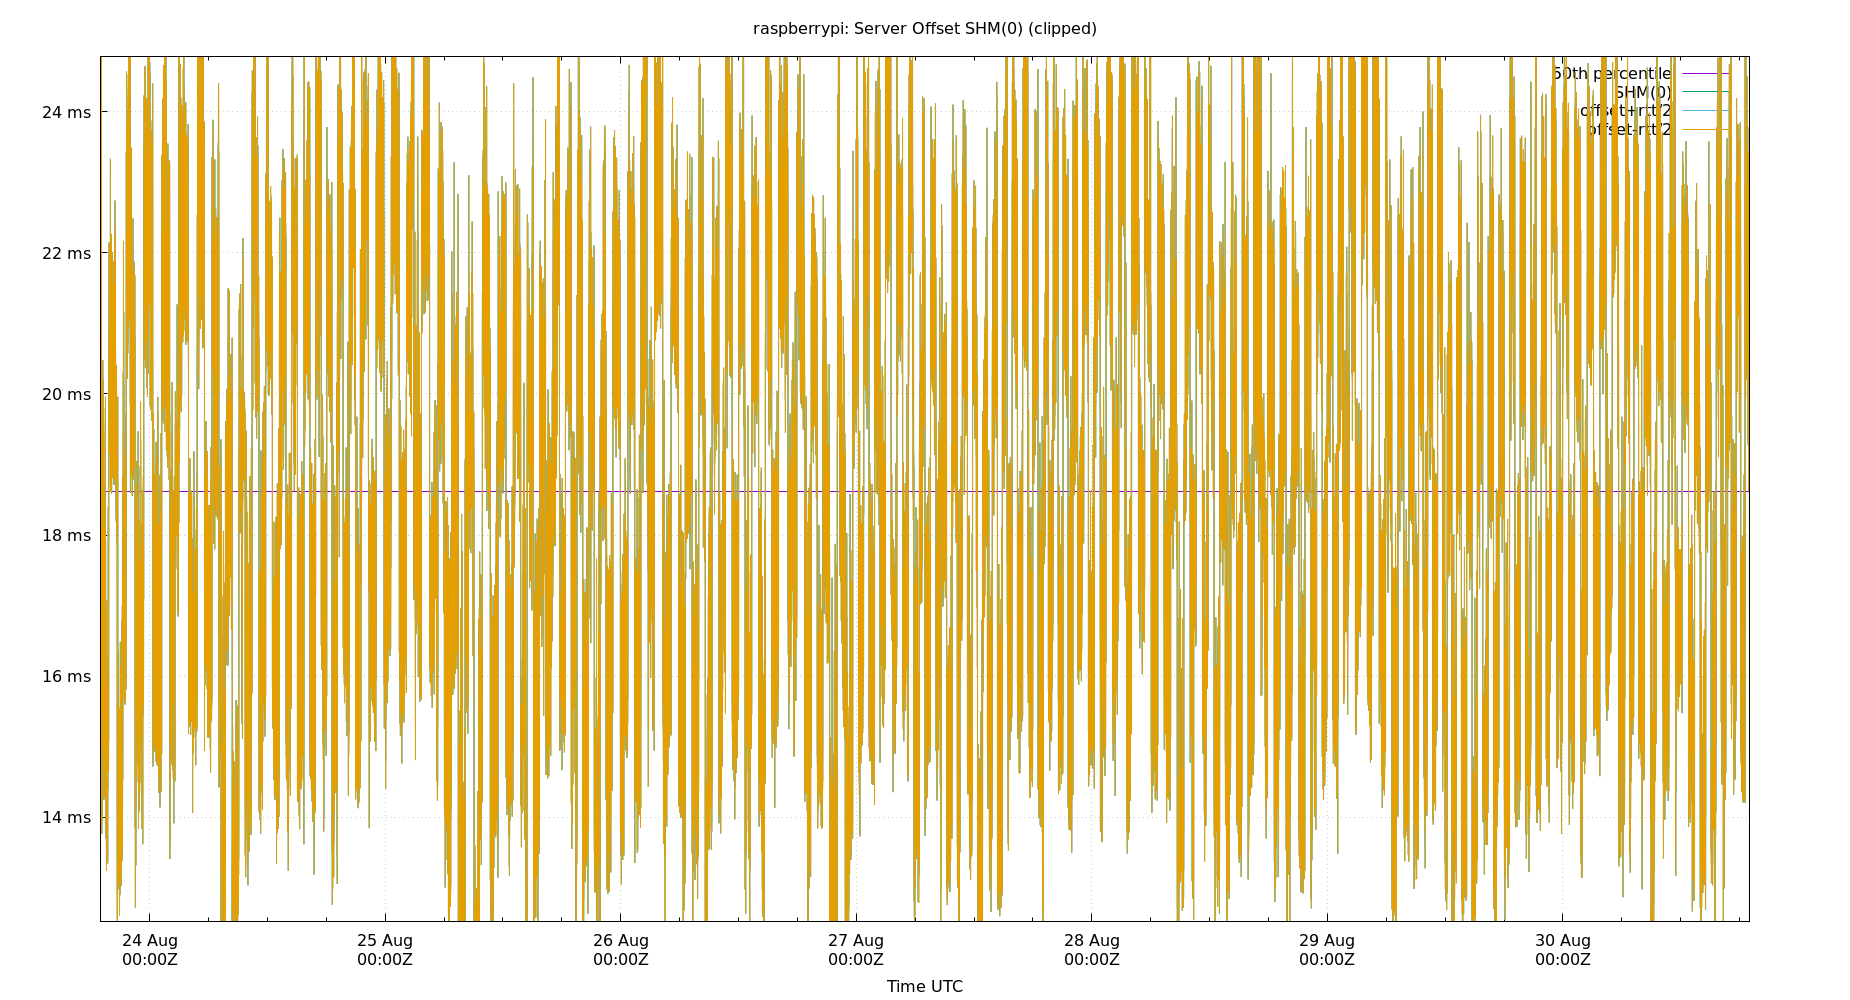 raspberrypi: Server Offset SHM(0) (clipped)
50th percentile
SHM(0)
offset+rtt/2
offset-rtt/2
24 ms
22 ms
20 ms
18 ms
16 ms
14 ms
24 Aug 25 Aug 26 Aug 27 Aug 28 Aug 29 Aug 30 Aug
00:00Z 00:00Z 00:00Z 00:00Z 00:00Z 00:00Z 00:00Z
Time UTC